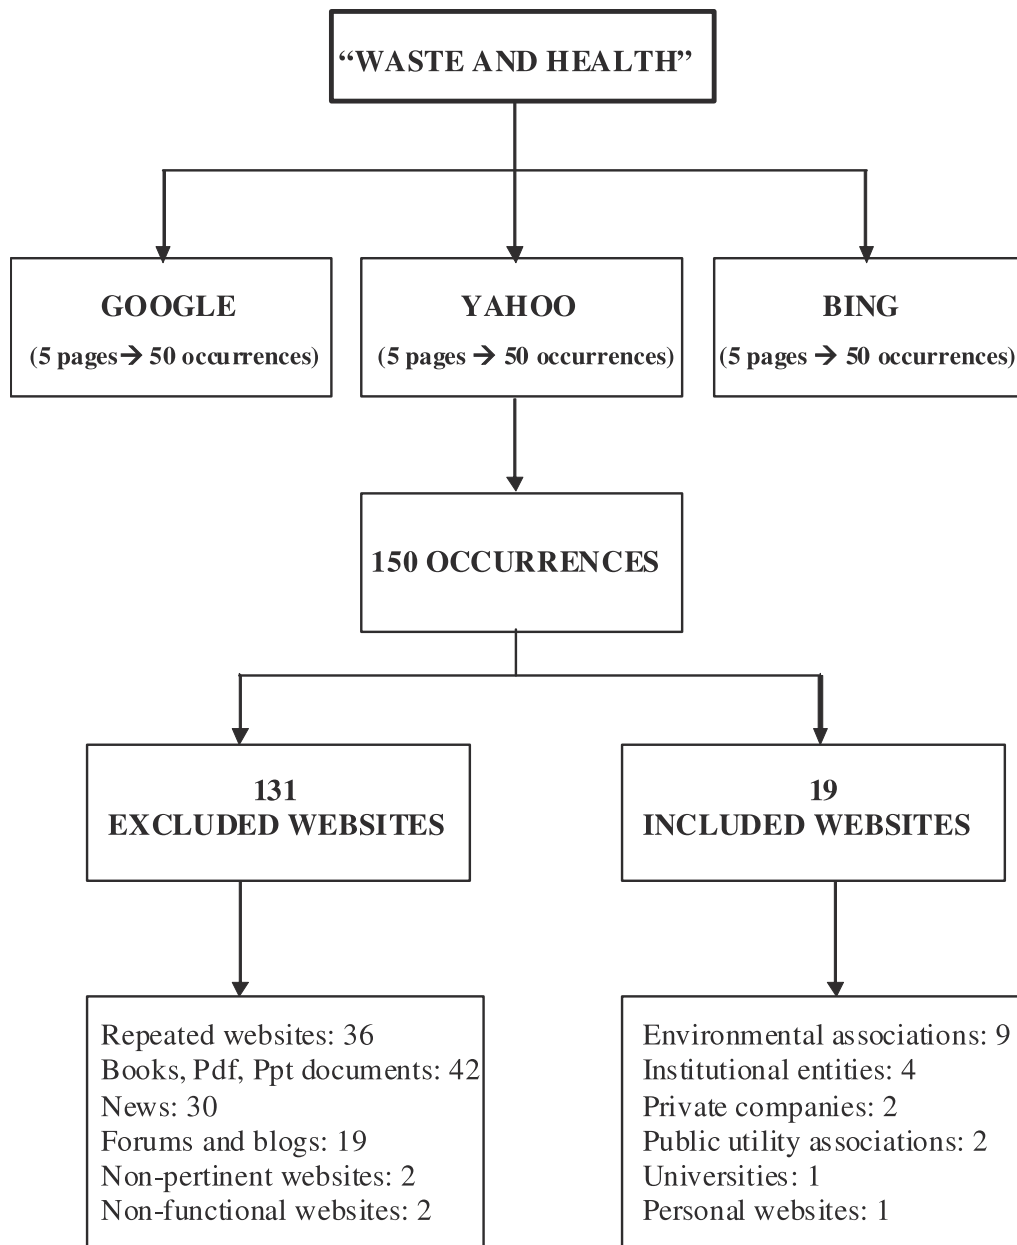 “WASTE AND HEALTH”
GOOGLE
(5 pages → 50 occurrences)
YAHOO
(5 pages → 50 occurrences)
BING
(5 pages → 50 occurrences)
150 OCCURRENCES
131
EXCLUDED WEBSITES
19
INCLUDED WEBSITES
Repeated websites: 36
Books, Pdf, Ppt documents: 42
News: 30
Forums and blogs: 19
Non-pertinent websites: 2
Non-functional websites: 2
Environmental associations: 9
Institutional entities: 4
Private companies: 2
Public utility associations: 2
Universities: 1
Personal websites: 1